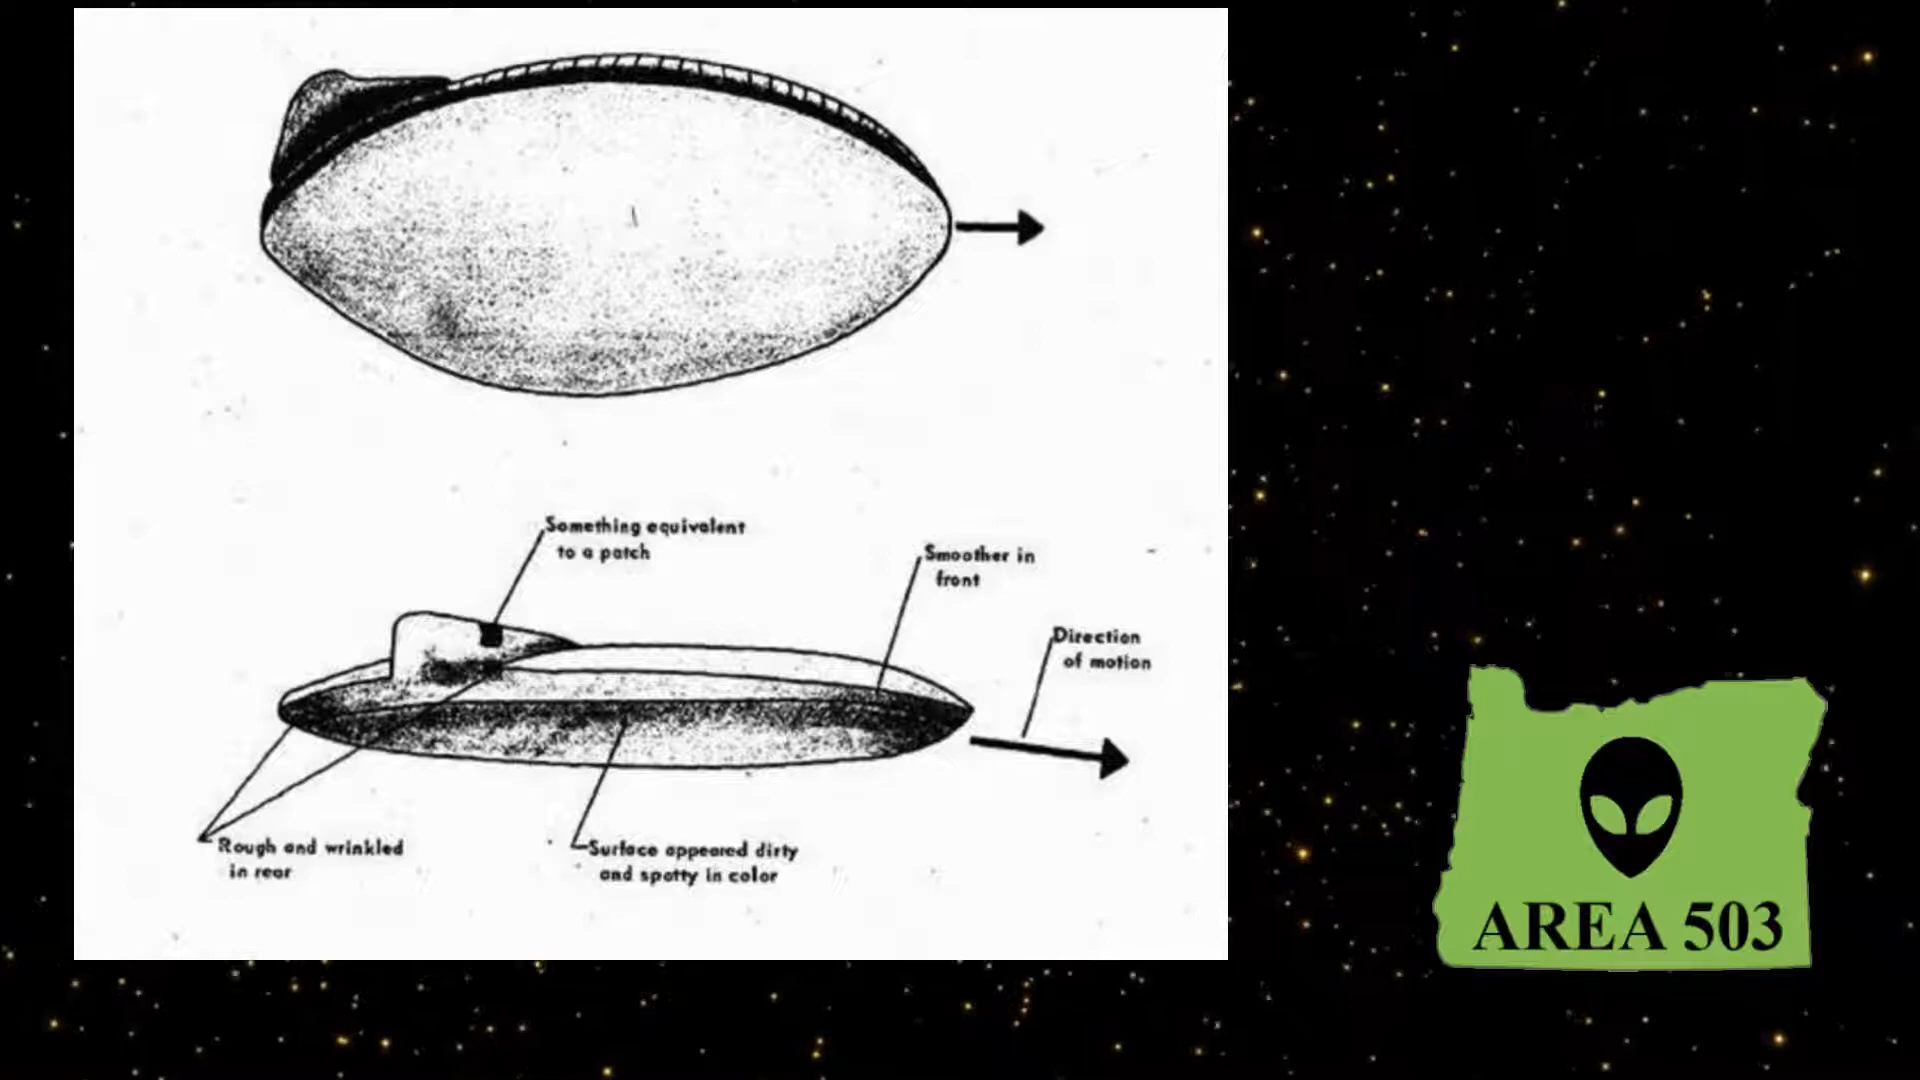 Something equivalent
to a patch
Smoother in
front
Direction
of motion
Rough and wrinkled
in rear
Surface appeared dirty
and spotty in color
AREA 503